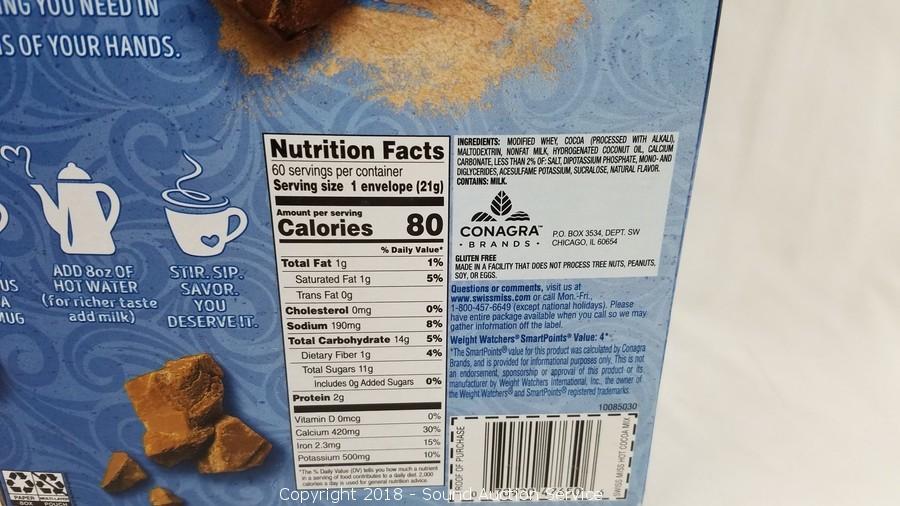 NG YOU NEED IN
S OF YOUR HANDS.
ADD 8oz OF
HOT WATER
(for richer taste
add milk)
STIR. SIP.
SAVOR.
YOU
DESERVE IT.
US
A
MUG
PAPER
BOX
MULTI-LAYER
POUCH
Nutrition Facts
60 servings per container
Serving size 1 envelope (21g)
Amount per serving
Calories 80
% Daily Value*
Total Fat 1g 1%
Saturated Fat 1g 5%
Trans Fat 0g
Cholesterol 0mg 0%
Sodium 190mg 8%
Total Carbohydrate 14g 5%
Dietary Fiber 1g 4%
Total Sugars 11g
Includes 0g Added Sugars 0%
Protein 2g
Vitamin D 0mcg 0%
Calcium 420mg 30%
Iron 2.3mg 15%
Potassium 500mg 10%
*The % Daily Value (DV) tells you how much a nutrient
in a serving of food contributes to a daily diet. 2,000
calories a day is used for general nutrition advice.
INGREDIENTS: MODIFIED WHEY, COCOA (PROCESSED WITH ALKALI),
MALTODEXTRIN, NONFAT MILK, HYDROGENATED COCONUT OIL, CALCIUM
CARBONATE, LESS THAN 2% OF: SALT, DIPOTASSIUM PHOSPHATE, MONO- AND
DIGLYCERIDES, ACESULFAME POTASSIUM, SUCRALOSE, NATURAL FLAVOR.
CONTAINS: MILK.
CONAGRA™
• BRANDS •
P.O. BOX 3534, DEPT. SW
CHICAGO, IL 60654
GLUTEN FREE
MADE IN A FACILITY THAT DOES NOT PROCESS TREE NUTS, PEANUTS,
SOY, OR EGGS.
Questions or comments, visit us at
www.swissmiss.com or call Mon.-Fri.,
1-800-457-6649 (except national holidays). Please
have entire package available when you call so we may
gather information off the label.
Weight Watchers® SmartPoints® Value: 4*
*The SmartPoints® value for this product was calculated by Conagra
Brands, and is provided for informational purposes only. This is not
an endorsement, sponsorship or approval of this product or its
manufacturer by Weight Watchers International, Inc., the owner of
the Weight Watchers® and SmartPoints® registered trademarks.
10085030
ROOF OF PURCHASE
SWISS MISS HOT COCOA MIX
Copyright 2018 - Sound Auction Service